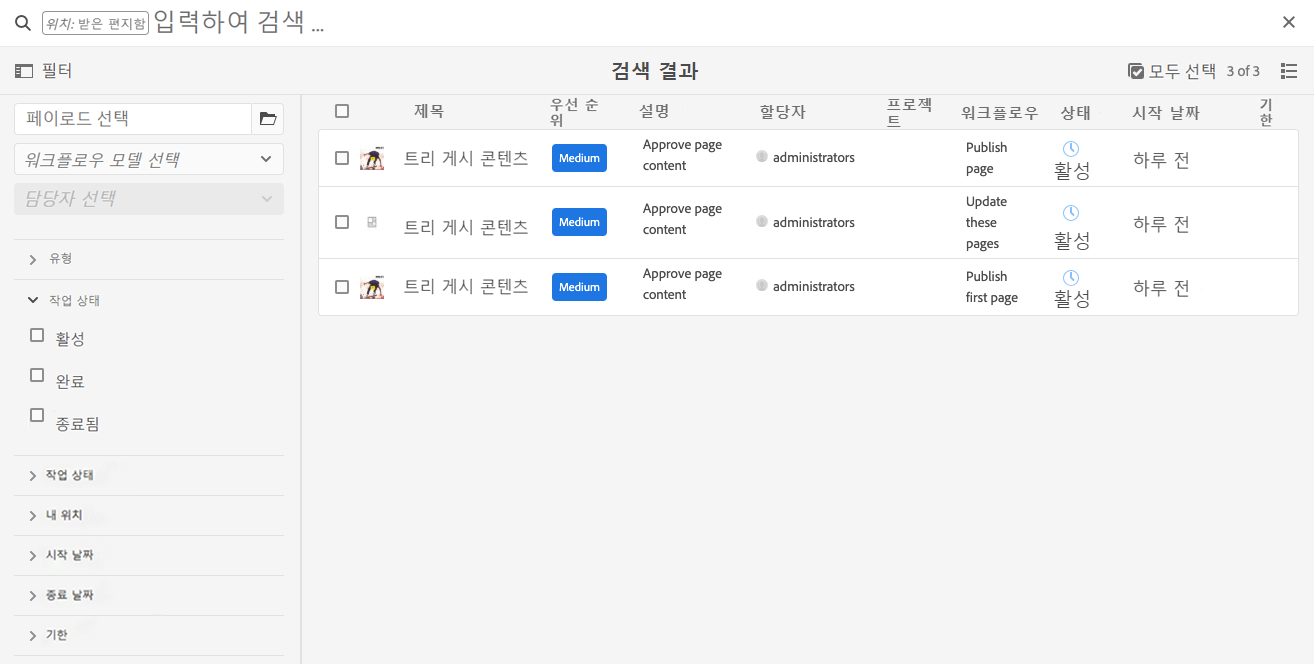 위치: 받은 편지함 입력하여 검색 ...
필터
검색 결과
모두 선택 3 of 3
페이로드 선택
워크플로우 모델 선택
담당자 선택
유형
작업 상태
활성
완료
종료됨
작업 상태
내 위치
시작 날짜
종료 날짜
기한
제목 우선 순위 설명 할당자 프로젝트 워크플로우 상태 시작 날짜 기한
트리 게시 콘텐츠 Medium Approve page content administrators Publish page 활성 하루 전
트리 게시 콘텐츠 Medium Approve page content administrators Update these pages 활성 하루 전
트리 게시 콘텐츠 Medium Approve page content administrators Publish first page 활성 하루 전